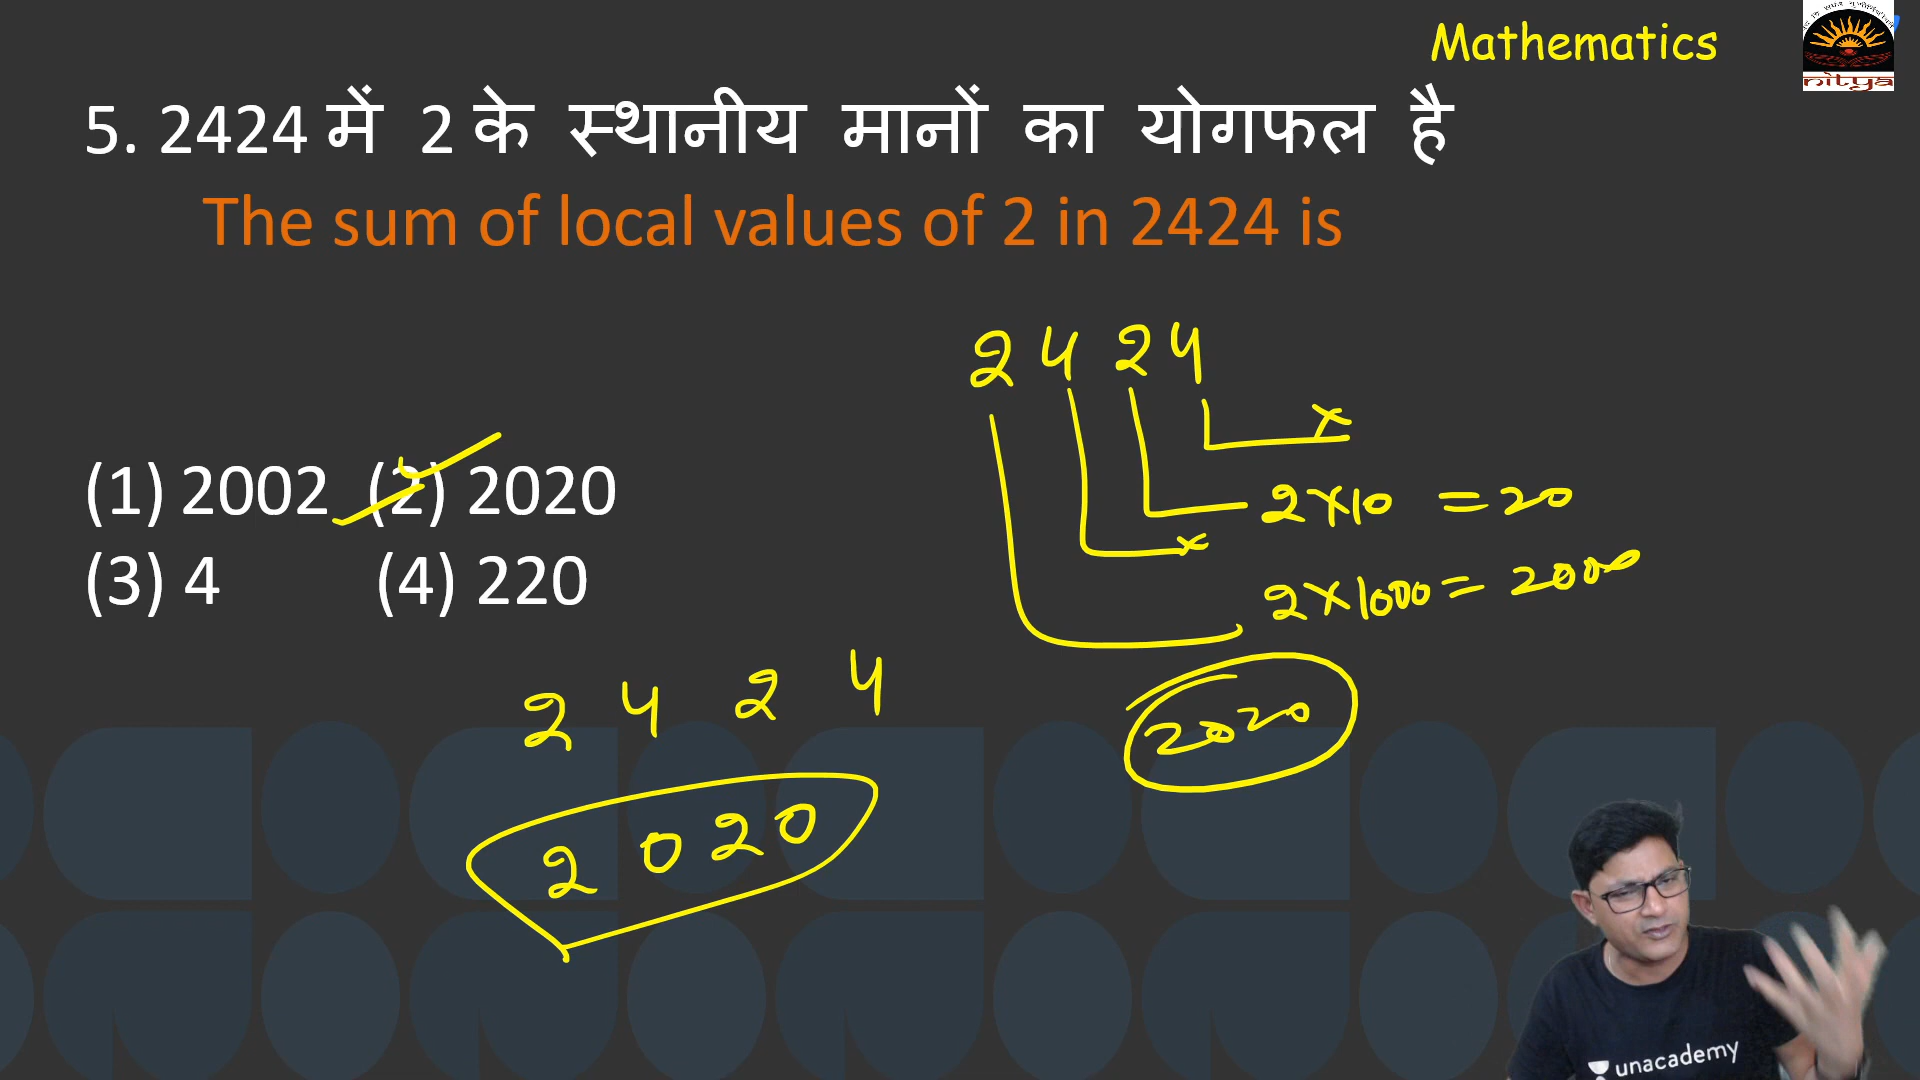 Mathematics
nitya
5. 2424 में 2 के स्थानीय मानों का योगफल है
The sum of local values of 2 in 2424 is
2 4 2 4
x
(1) 2002 (2) 2020
2 x 10 = 20
x
(3) 4 (4) 220
2 x 1000 = 2000
2 4 2 4
2020
2 0 2 0
unacademy